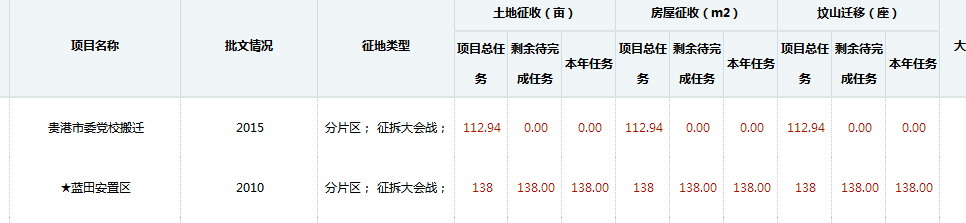 土地征收（亩） 房屋征收（m2） 坟山迁移（座）
项目名称 批文情况 征地类型 项目总任务 剩余待完成任务 本年任务 项目总任务 剩余待完成任务 本年任务 项目总任务 剩余待完成任务 本年任务 大
贵港市委党校搬迁 2015 分片区； 征拆大会战； 112.94 0.00 0.00 112.94 0.00 0.00 112.94 0.00 0.00
★蓝田安置区 2010 分片区； 征拆大会战； 138 138.00 138.00 138 138.00 138.00 138 138.00 138.00